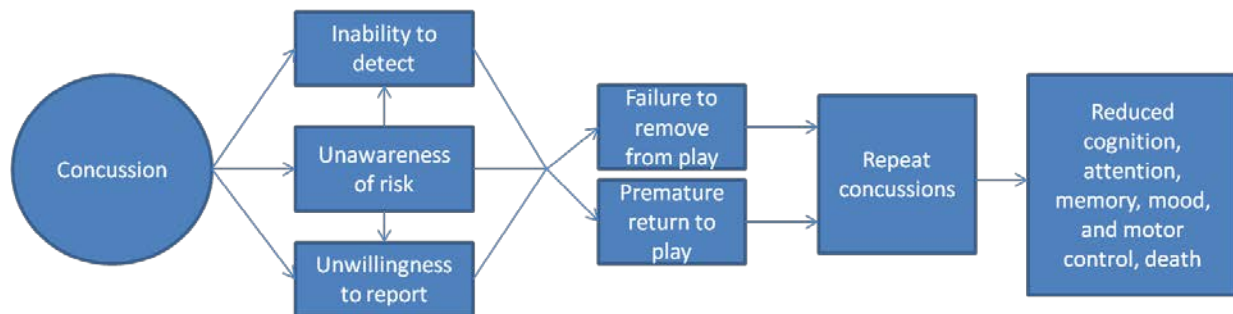 Concussion
Inability to
detect
Unawareness
of risk
Unwillingness
to report
Failure to
remove
from play
Premature
return to
play
Repeat
concussions
Reduced
cognition,
attention,
memory, mood,
and motor
control, death